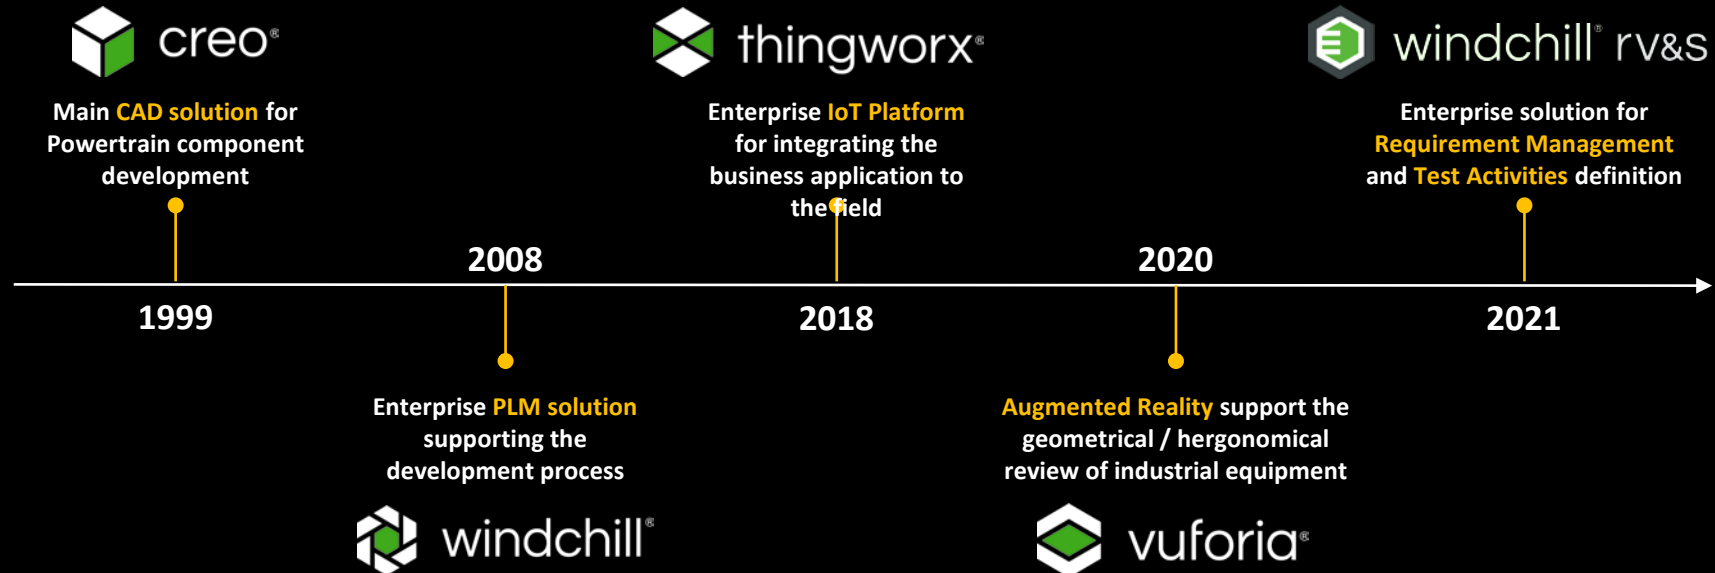 creo®
Main CAD solution for
Powertrain component
development
thingworx®
Enterprise IoT Platform
for integrating the
business application to
the field
windchill® rv&s
Enterprise solution for
Requirement Management
and Test Activities definition
2008
2020
1999
2018
2021
Enterprise PLM solution
supporting the
development process
windchill®
Augmented Reality support the
geometrical / hergonomical
review of industrial equipment
vuforia®